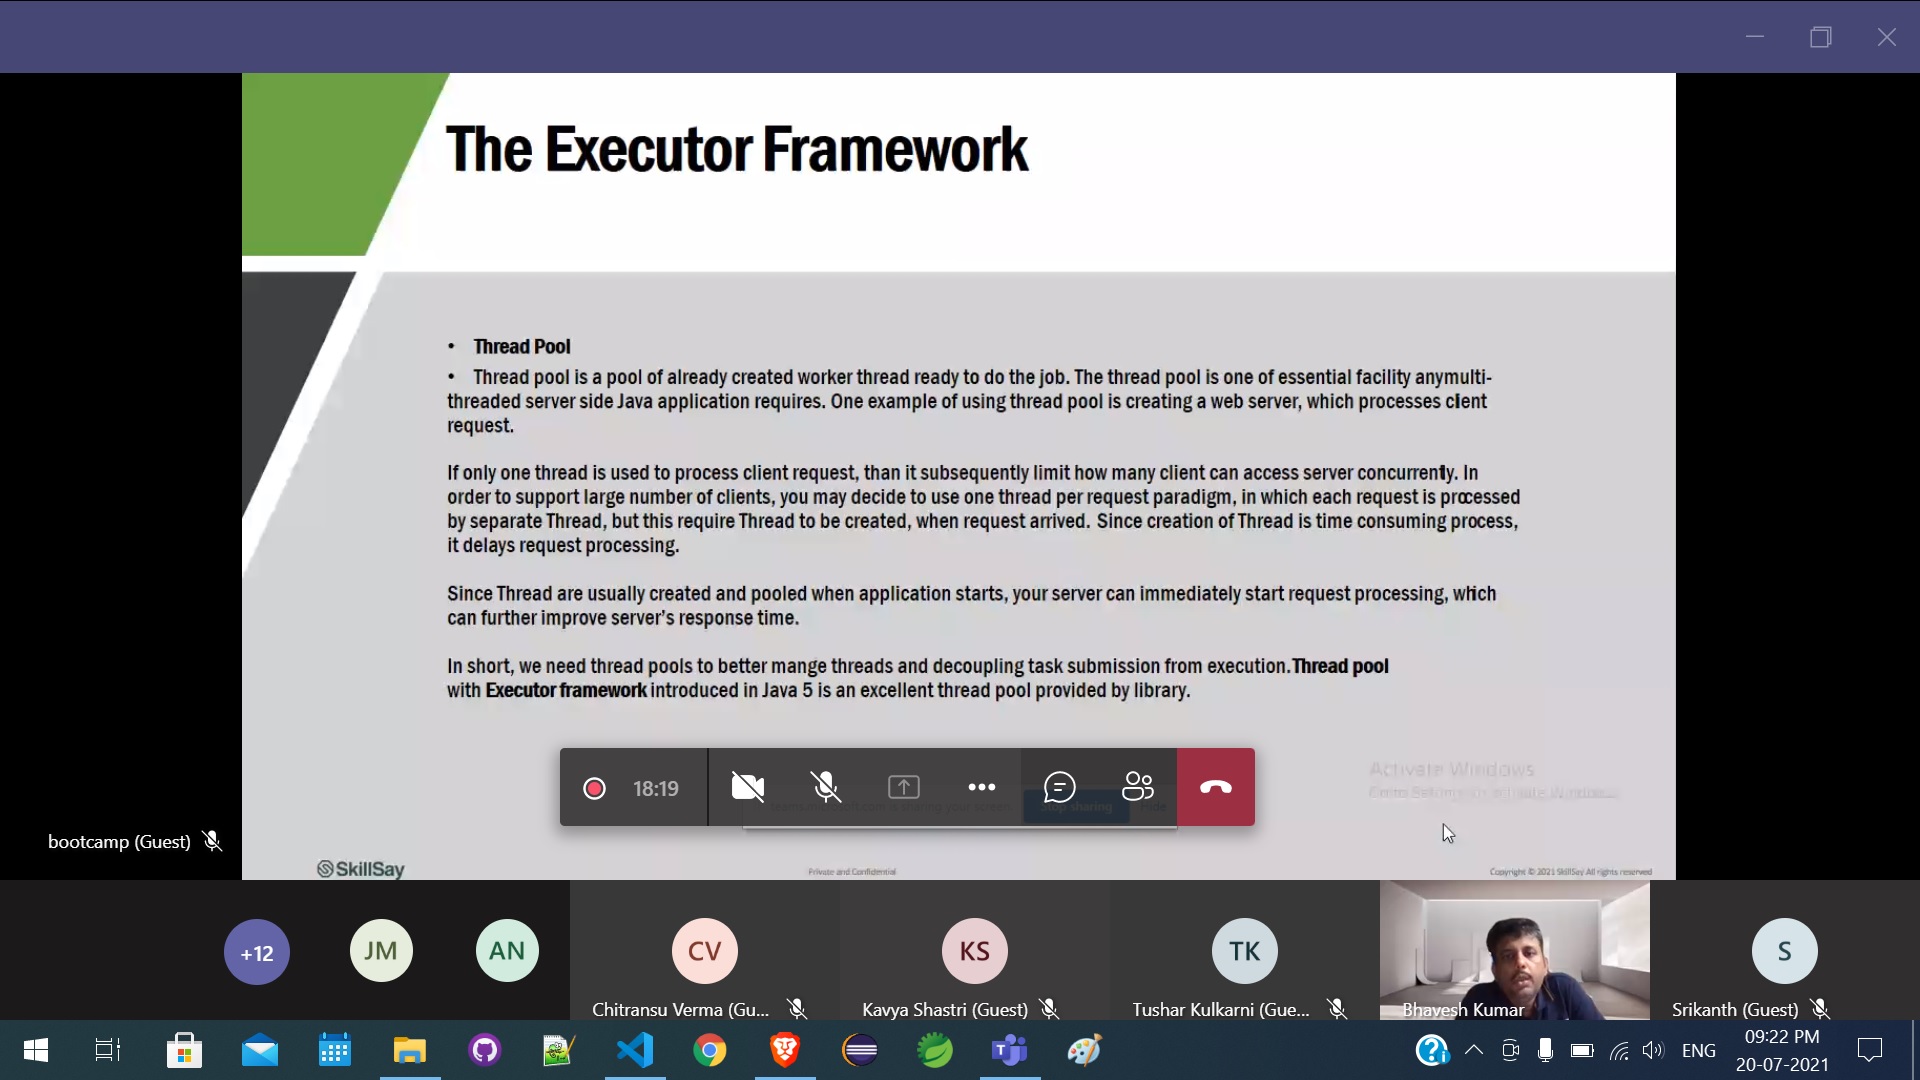 The Executor Framework
• Thread Pool
• Thread pool is a pool of already created worker thread ready to do the job. The thread pool is one of essential facility anymulti-
threaded server side Java application requires. One example of using thread pool is creating a web server, which processes client
request.
If only one thread is used to process client request, than it subsequently limit how many client can access server concurrently. In
order to support large number of clients, you may decide to use one thread per request paradigm, in which each request is processed
by separate Thread, but this require Thread to be created, when request arrived. Since creation of Thread is time consuming process,
it delays request processing.
Since Thread are usually created and pooled when application starts, your server can immediately start request processing, which
can further improve server's response time.
In short, we need thread pools to better mange threads and decoupling task submission from execution.Thread pool
with Executor framework introduced in Java 5 is an excellent thread pool provided by library.
Activate Windows
Go to Settings to activate Windows.
18:19
Stop sharing
Hide
bootcamp (Guest)
SkillSay
Private and Confidential
Copyright © 2021 SkillSay All rights reserved
+12
JM
AN
CV
KS
TK
S
Chitransu Verma (Gu...
Kavya Shastri (Guest)
Tushar Kulkarni (Gue...
Bhavesh Kumar
Srikanth (Guest)
ENG
09:22 PM
20-07-2021